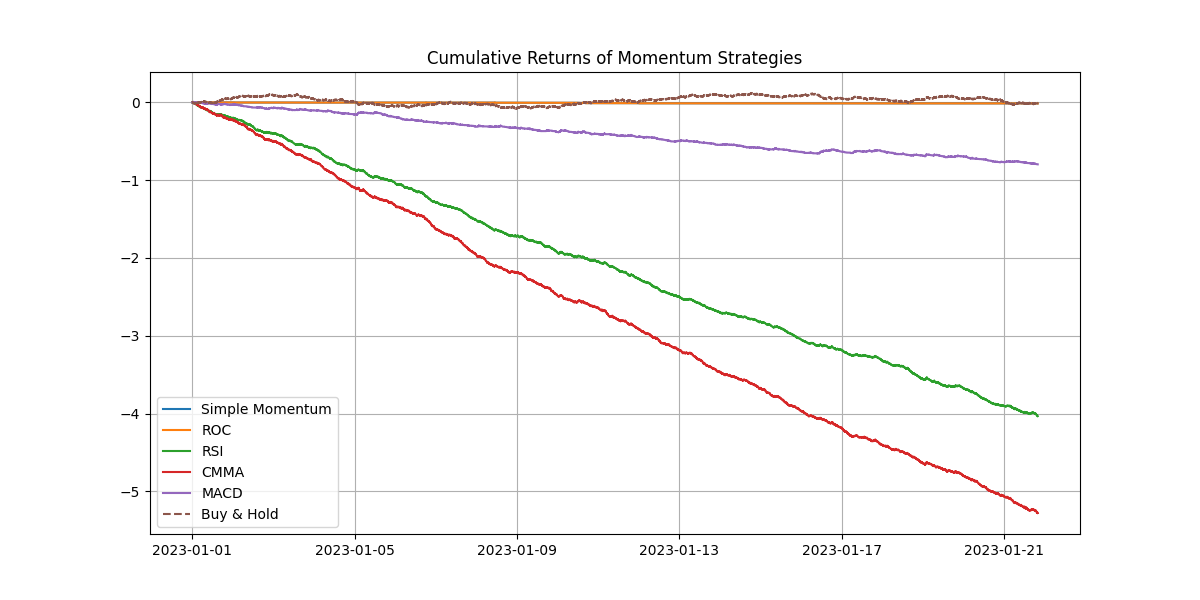 Cumulative Returns of Momentum Strategies
0
−1
−2
−3
−4
−5
Simple Momentum
ROC
RSI
CMMA
MACD
Buy & Hold
2023-01-01
2023-01-05
2023-01-09
2023-01-13
2023-01-17
2023-01-21